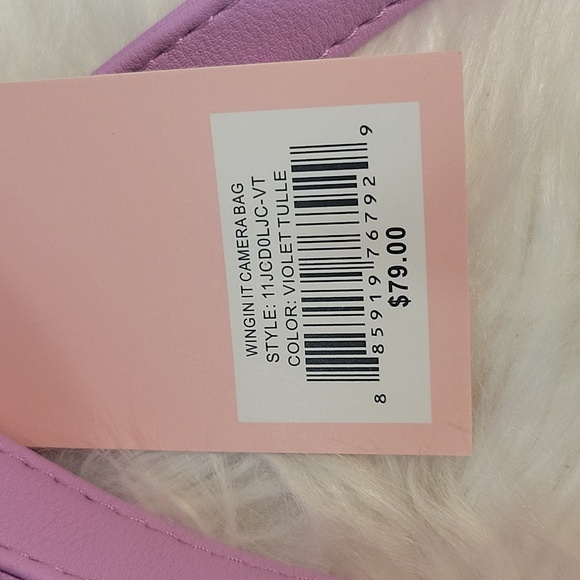 WINGIN IT CAMERA BAG
STYLE: 11JCD0LJC-VT
COLOR: VIOLET TULLE
8 85919 76792 9
$79.00